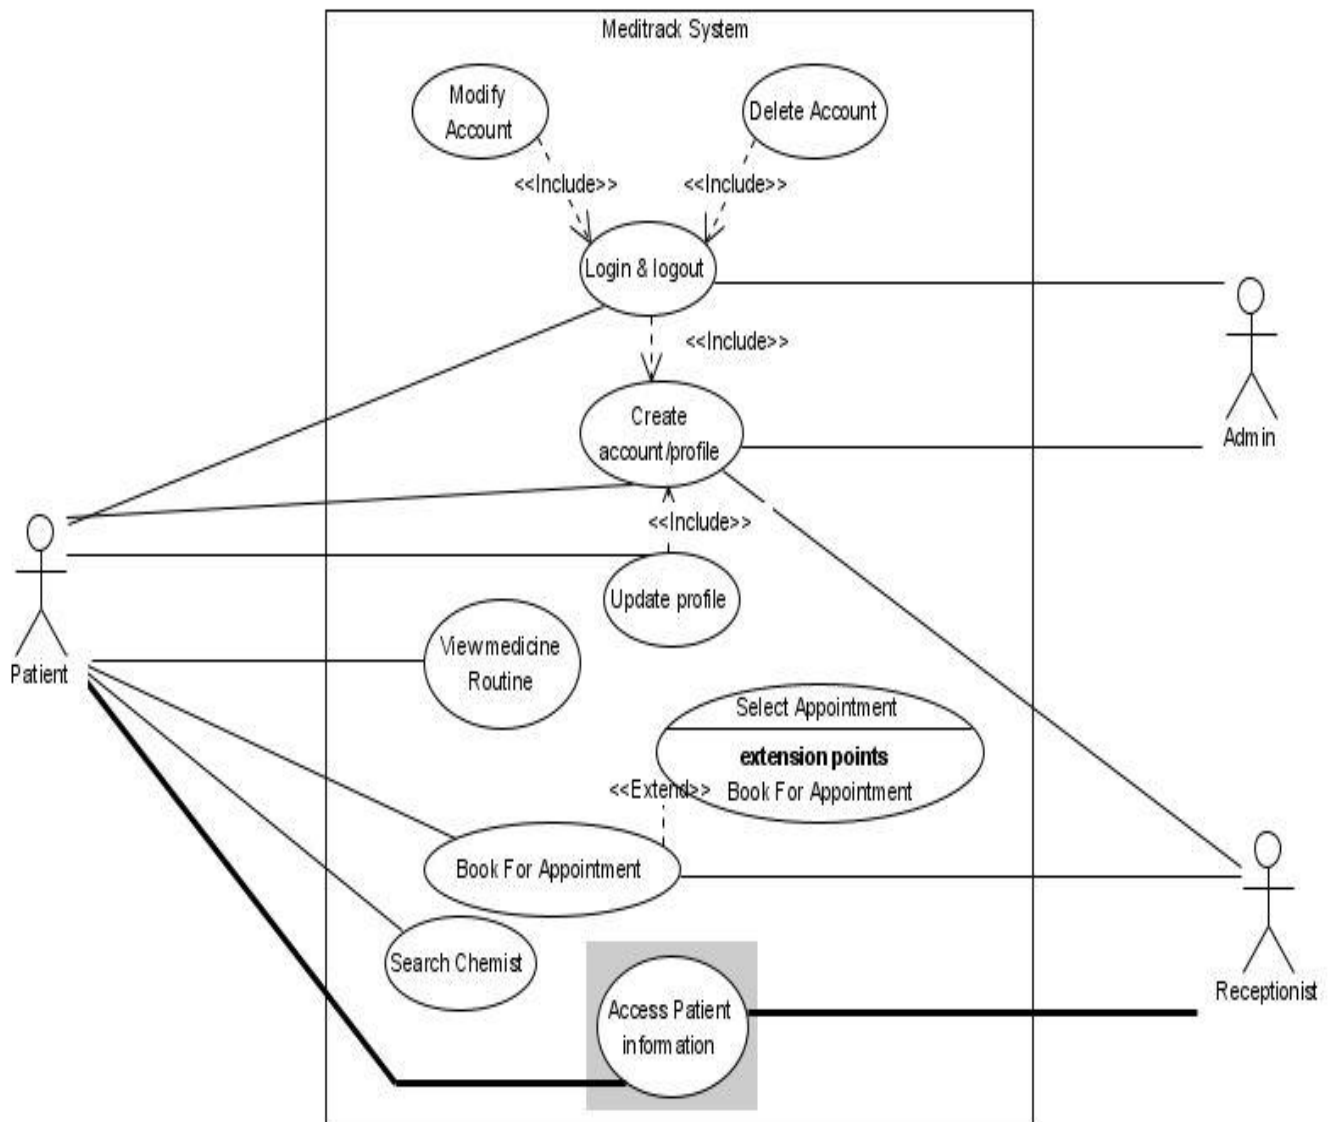 Meditrack System
Modify
Account
Delete Account
<<Include>>
<<Include>>
Login & logout
<<Include>>
Create
account/profile
Admin
<<Include>>
Update profile
Viewmedicine
Routine
Patient
Select Appointment
extension points
Book For Appointment
<<Extend>>
Book For Appointment
Search Chemist
Access Patient
information
Receptionist